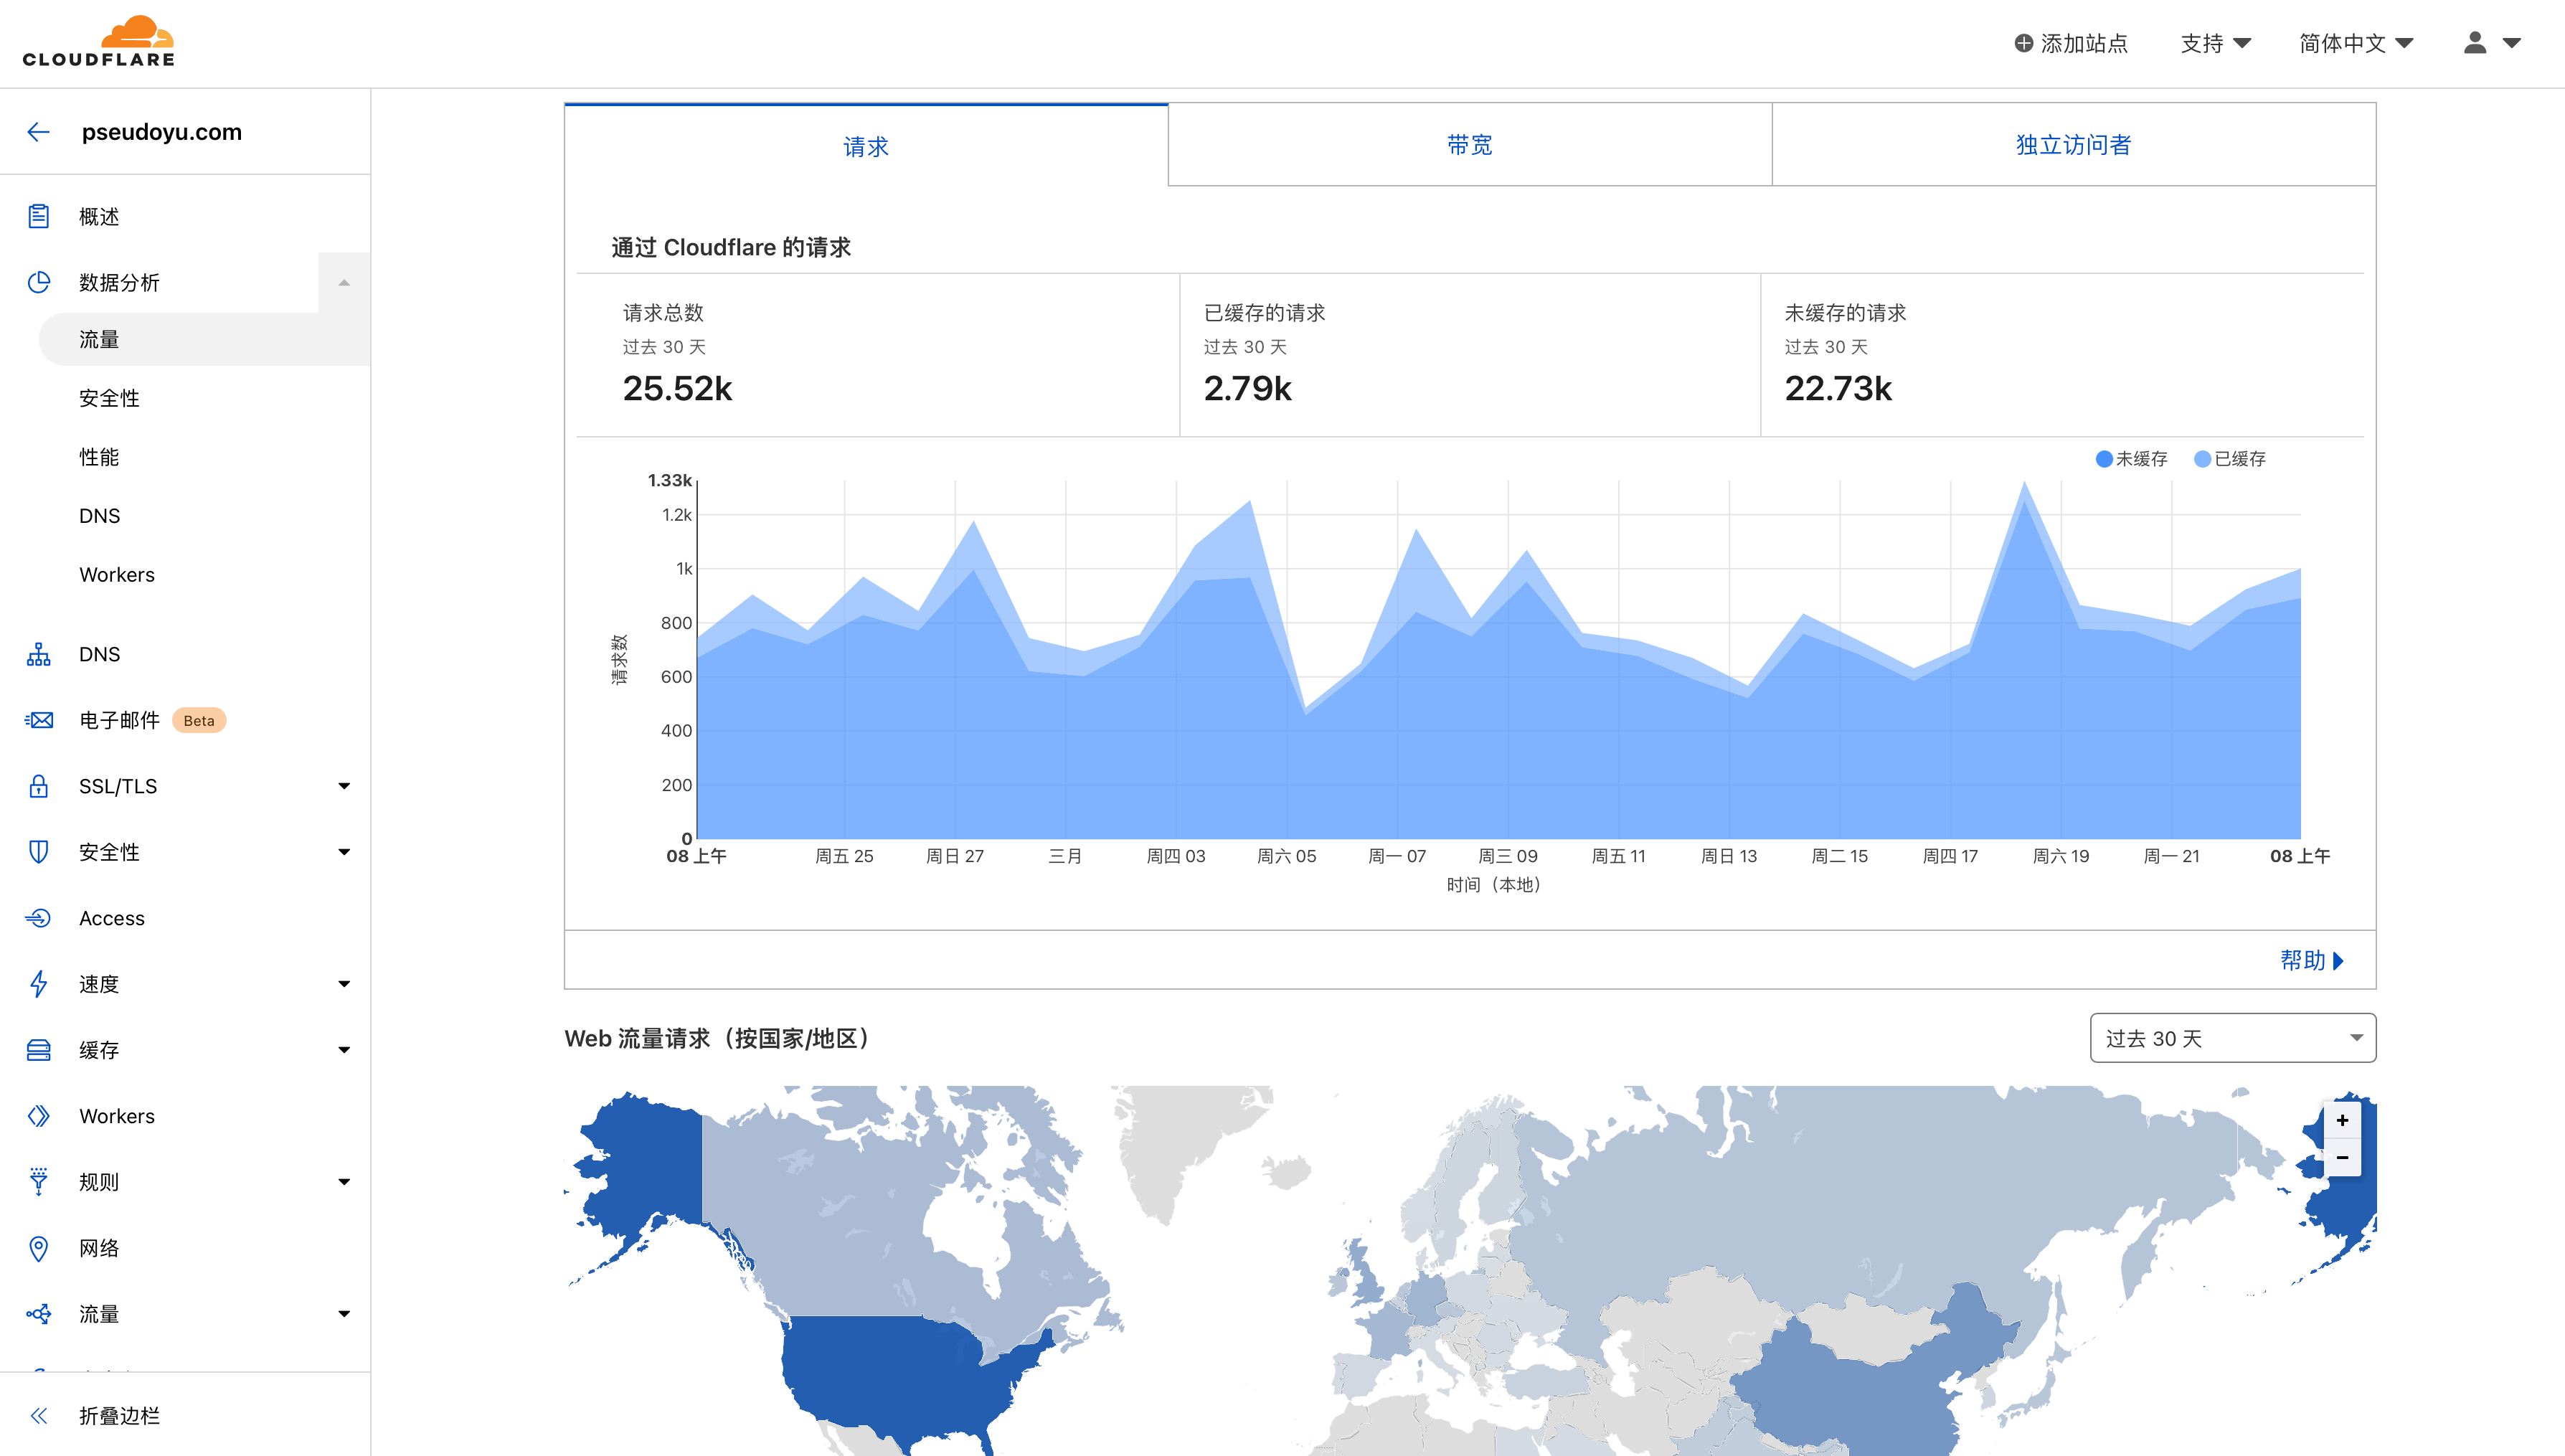 CLOUDFLARE
添加站点
支持
简体中文
pseudoyu.com
概述
数据分析
流量
安全性
性能
DNS
Workers
DNS
电子邮件 Beta
SSL/TLS
安全性
Access
速度
缓存
Workers
规则
网络
流量
折叠边栏
请求
带宽
独立访问者
通过 Cloudflare 的请求
请求总数
过去 30 天
25.52k
已缓存的请求
过去 30 天
2.79k
未缓存的请求
过去 30 天
22.73k
未缓存 已缓存
请求数
1.33k
1.2k
1k
800
600
400
200
0
08 上午 周五 25 周日 27 三月 周四 03 周六 05 周一 07 周三 09 周五 11 周日 13 周二 15 周四 17 周六 19 周一 21 08 上午
时间（本地）
帮助
Web 流量请求（按国家/地区）
过去 30 天
+
−